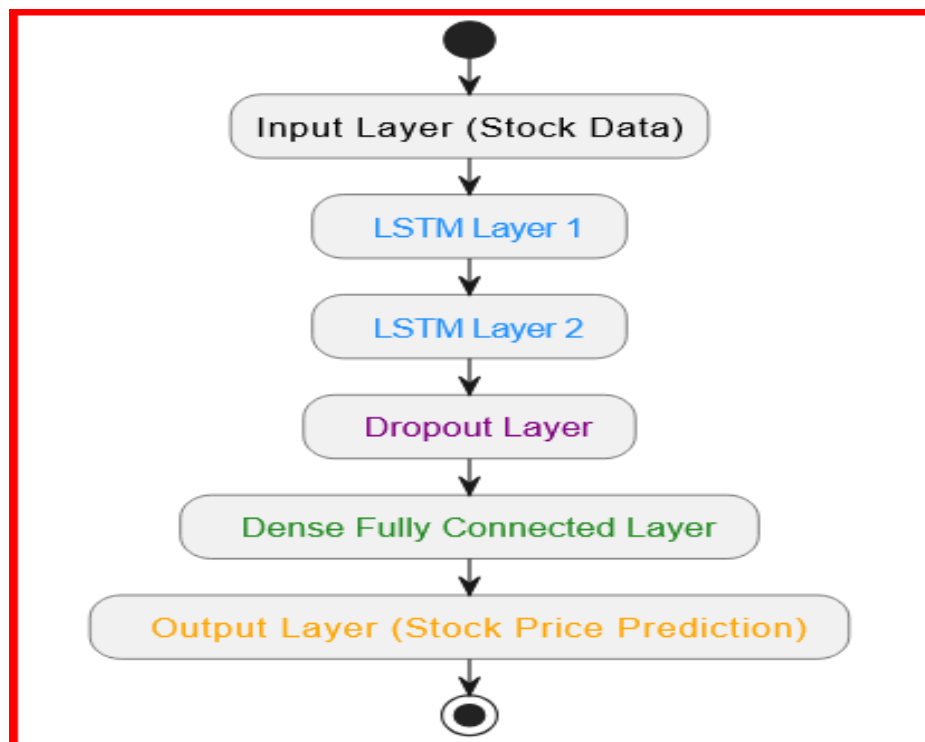 Input Layer (Stock Data)
LSTM Layer 1
LSTM Layer 2
Dropout Layer
Dense Fully Connected Layer
Output Layer (Stock Price Prediction)